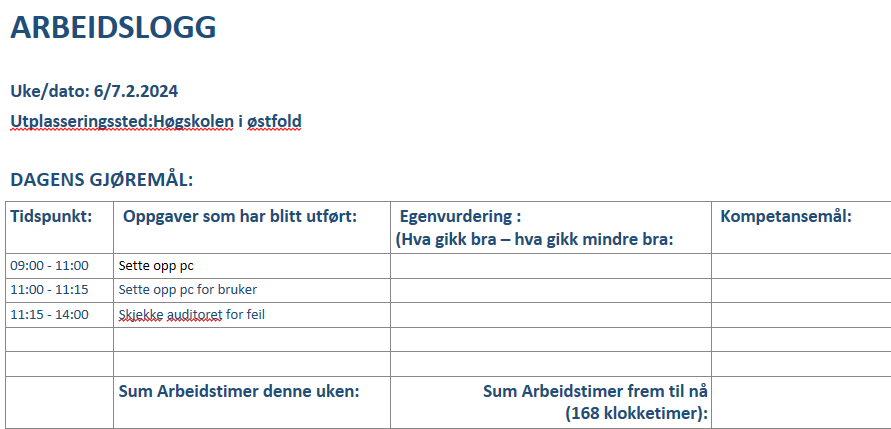 ARBEIDSLOGG
Uke/dato: 6/7.2.2024
Utplasseringssted:Høgskolen i østfold
DAGENS GJØREMÅL:
Tidspunkt: Oppgaver som har blitt utført: Egenvurdering : Kompetansemål:
(Hva gikk bra – hva gikk mindre bra:
09:00 - 11:00 Sette opp pc
11:00 - 11:15 Sette opp pc for bruker
11:15 - 14:00 Skjekke auditoret for feil
Sum Arbeidstimer denne uken: Sum Arbeidstimer frem til nå
(168 klokketimer):